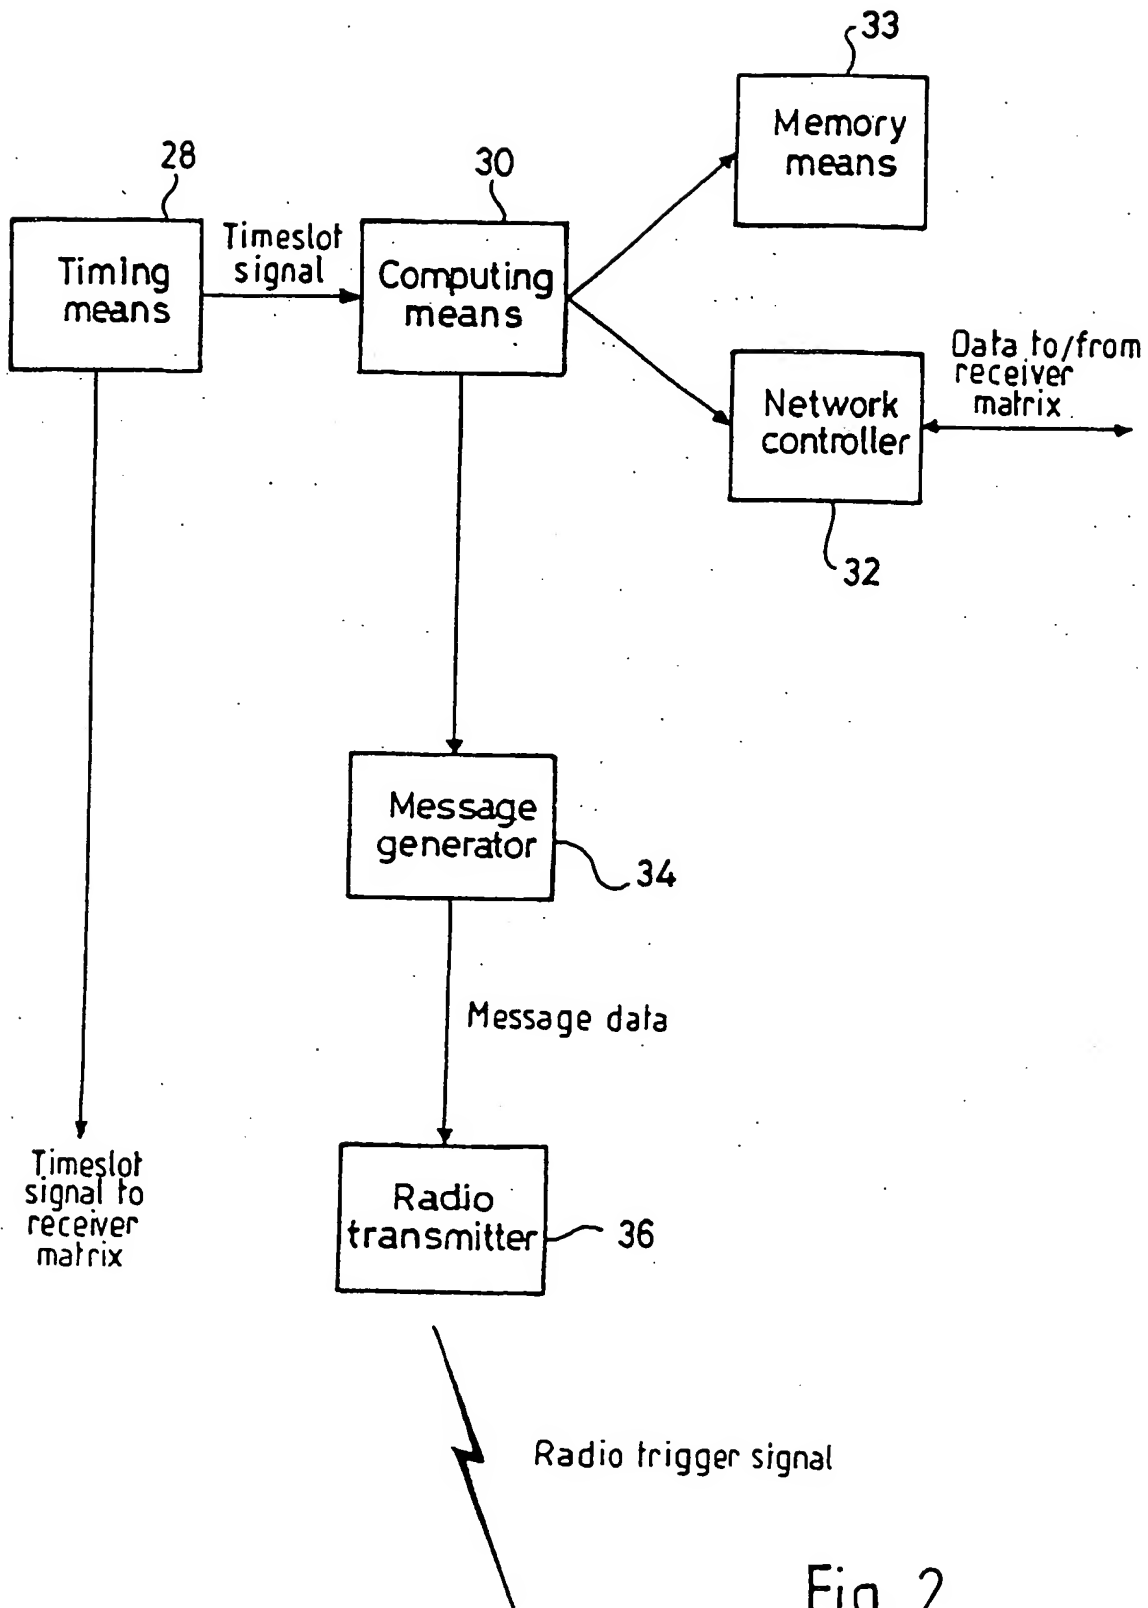 33
Memory
means
28
30
Timeslot
signal
Timing
means
Computing
means
Data to/from
receiver
matrix
Network
controller
32
Message
generator
34
Message data
Timeslot
signal to
receiver
matrix
Radio
transmitter
36
Radio trigger signal
Fig. 2